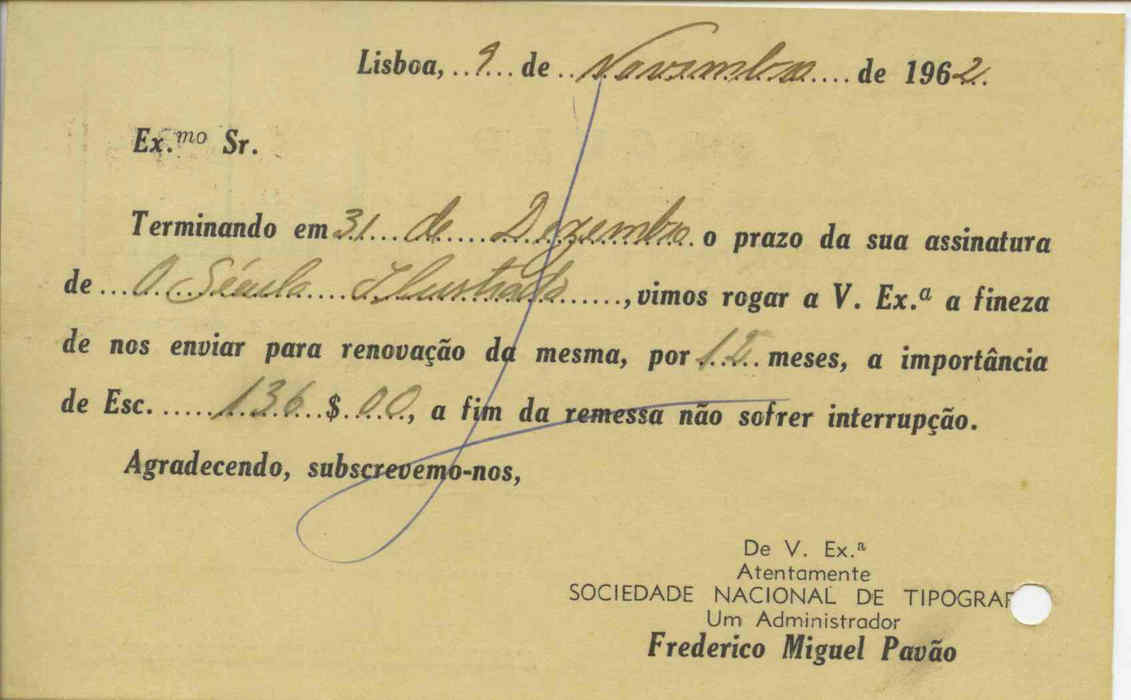 Lisboa, 9 de Novembro de 1962
Ex.mo Sr.
Terminando em 31 de Dezembro o prazo da sua assinatura
de O Século Ilustrado, vimos rogar a V. Ex.ª a fineza
de nos enviar para renovação da mesma, por 12 meses, a importância
de Esc. 136 $ 00, a fim da remessa não sofrer interrupção.
Agradecendo, subscrevemo-nos,
De V. Ex.ª
Atentamente
SOCIEDADE NACIONAL DE TIPOGRAF
Um Administrador
Frederico Miguel Pavão